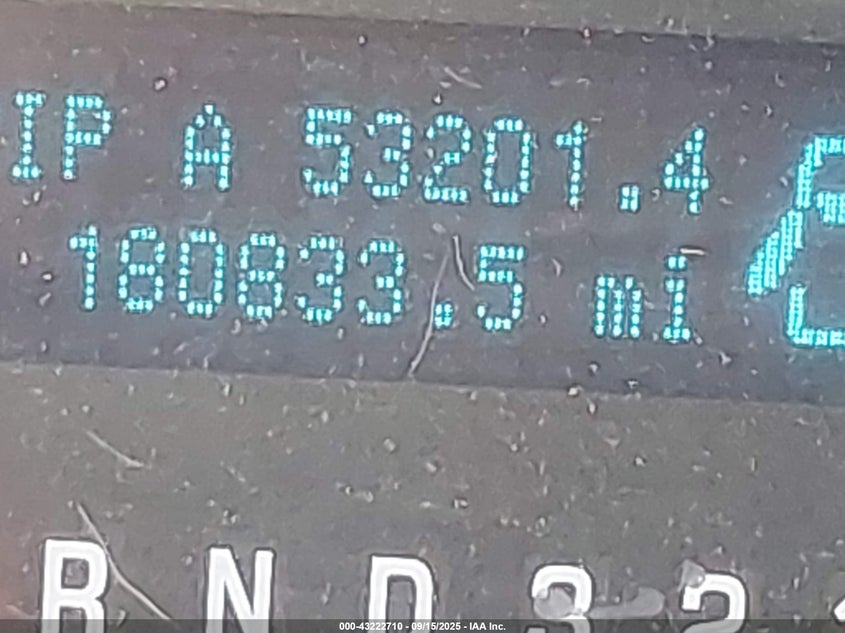 IP A 53201.4
160833.5 mi
R N D 3 2
000-43222710 - 09/15/2025 - IAA Inc.